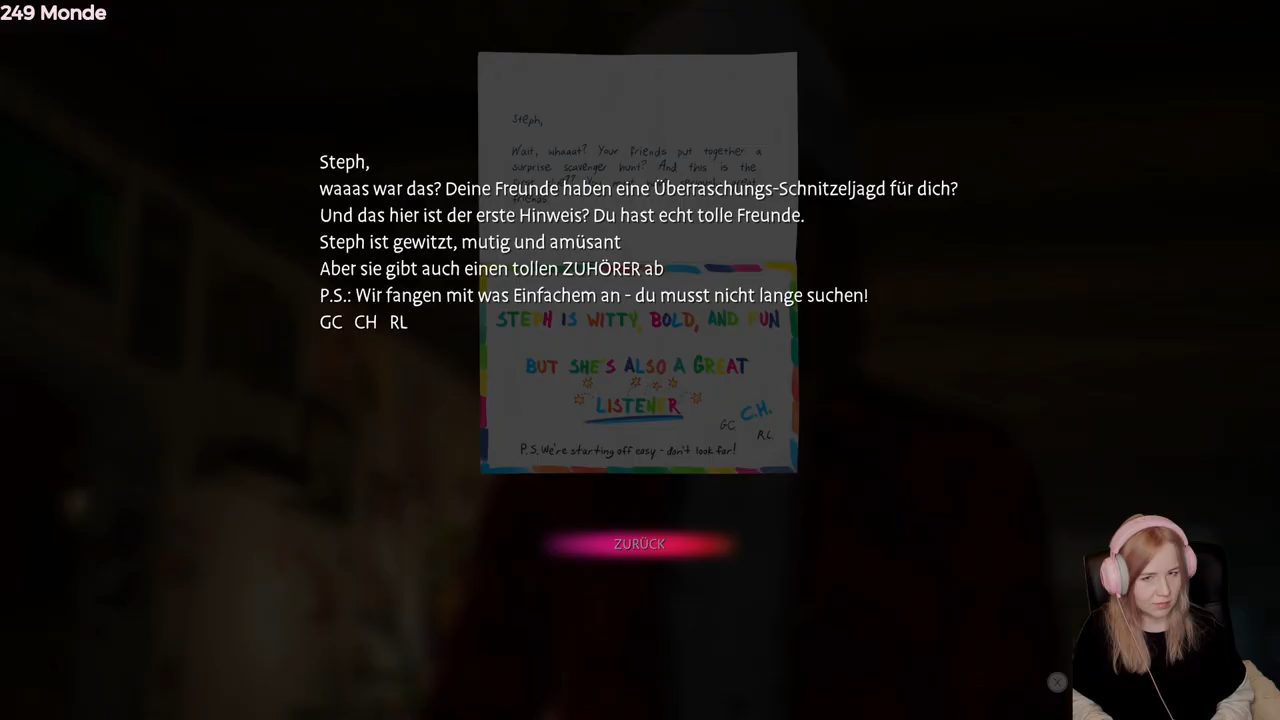 249 Monde
Steph,
Wait, whaaat? Your friends put together a
surprise scavenger hunt? And this is the
Steph,
waaas war das? Deine Freunde haben eine Überraschungs-Schnitzeljagd für dich?
Und das hier ist der erste Hinweis? Du hast echt tolle Freunde.
Steph ist gewitzt, mutig und amüsant
Aber sie gibt auch einen tollen ZUHÖRER ab
P.S.: Wir fangen mit was Einfachem an - du musst nicht lange suchen!
GC CH RL
STEPH IS WITTY, BOLD, AND FUN
BUT SHE'S ALSO A GREAT
LISTENER
C.H.
GC.
R.L.
P.S. We're starting off easy - don't look far!
ZURÜCK
X